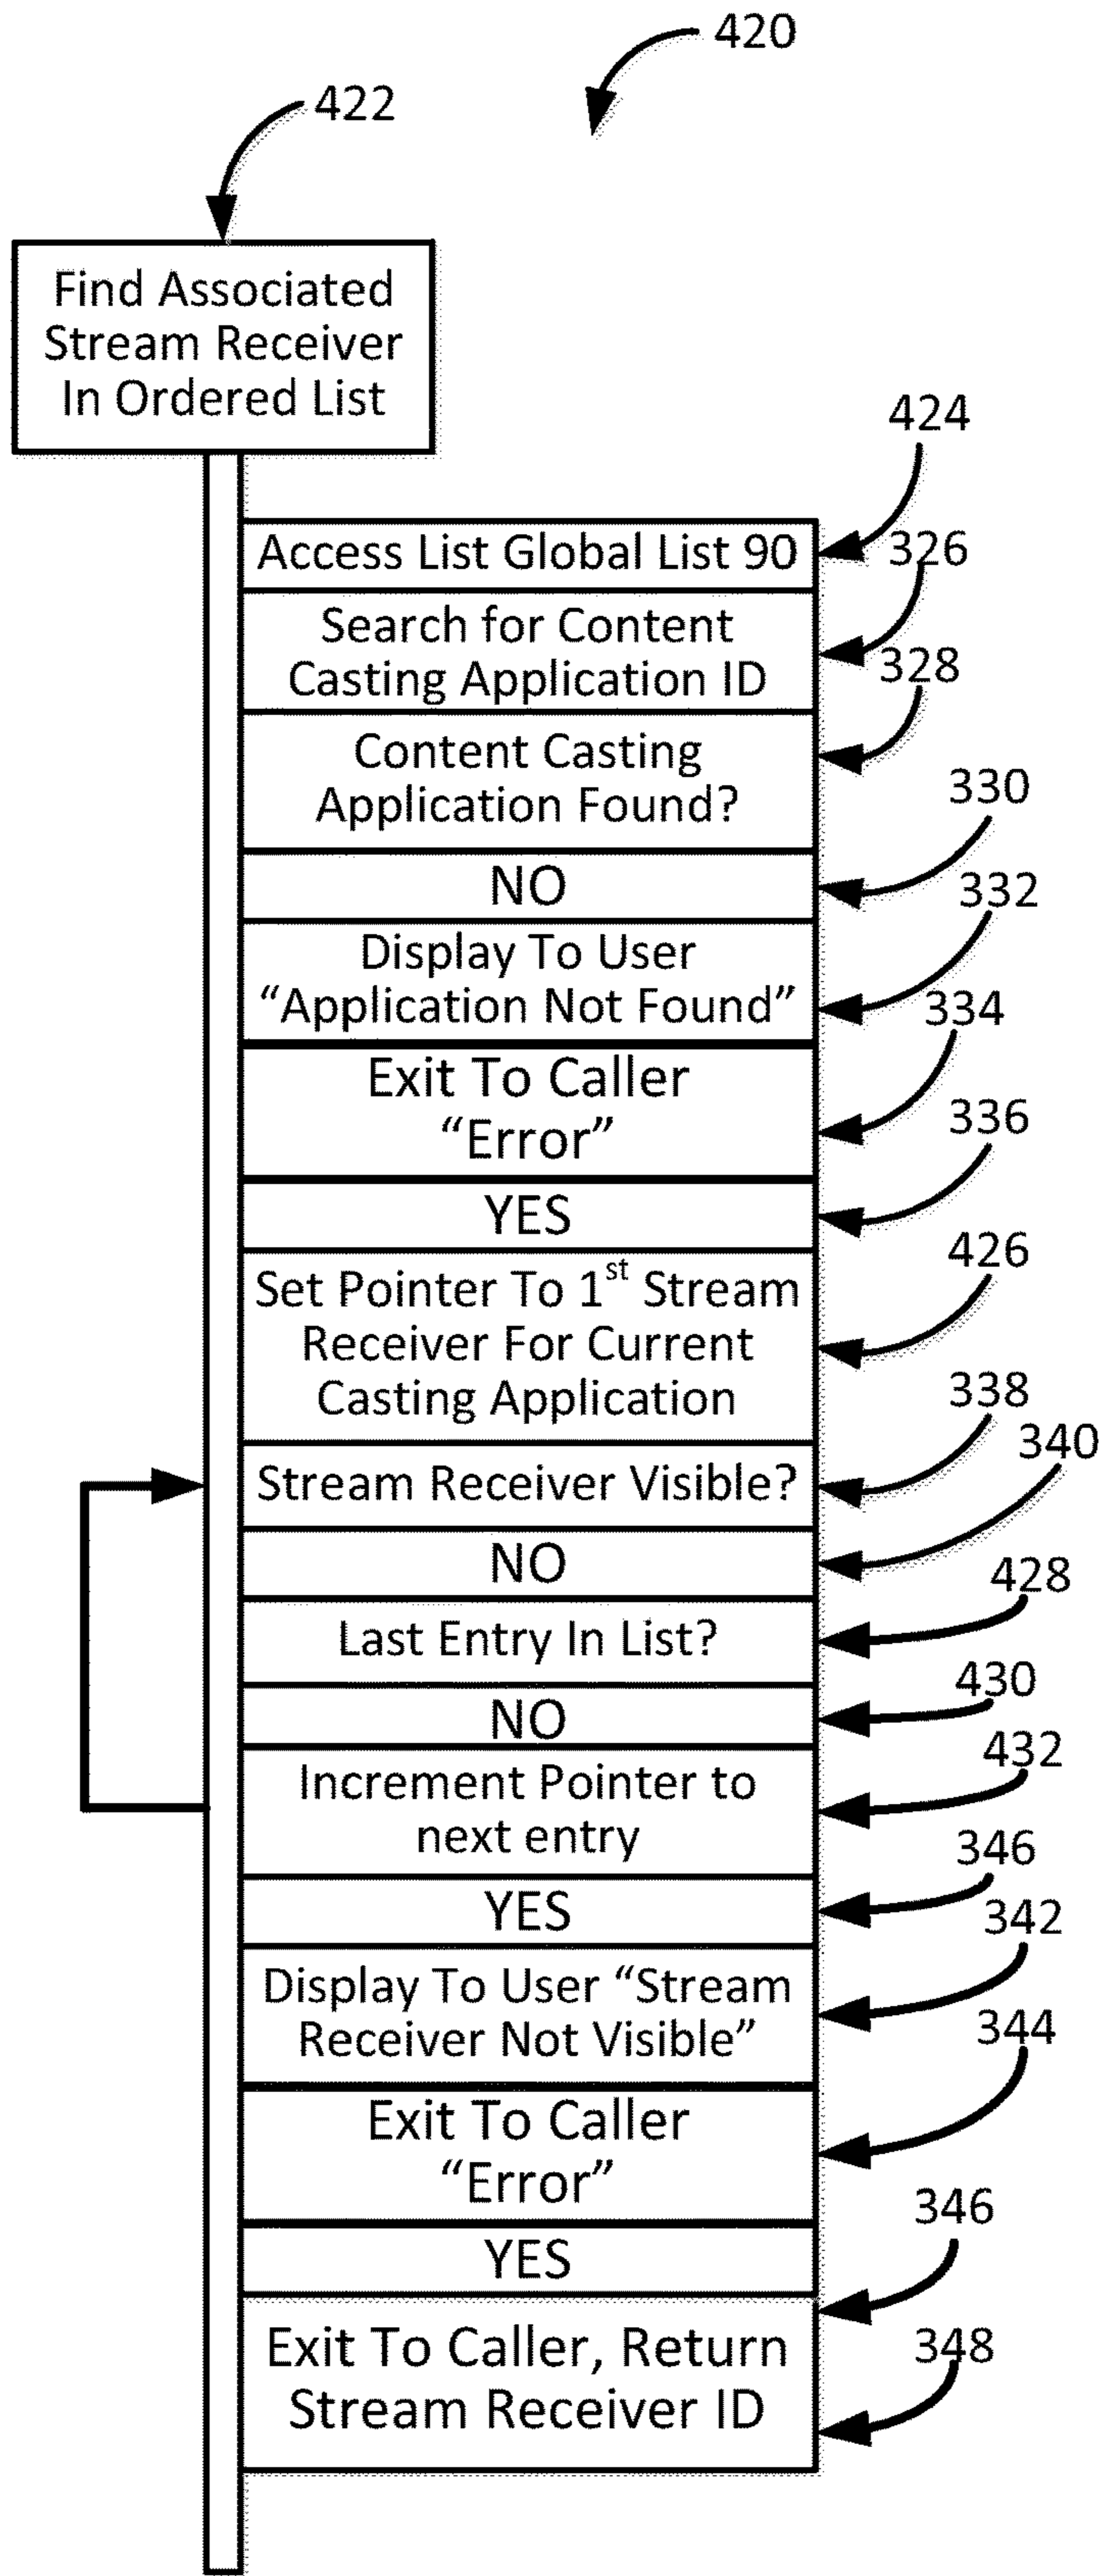 420
422
Find Associated
Stream Receiver
In Ordered List
424
Access List Global List 90
326
Search for Content
Casting Application ID
328
Content Casting
Application Found?
330
NO
332
Display To User
“Application Not Found”
334
Exit To Caller
“Error”
336
YES
426
Set Pointer To 1st Stream
Receiver For Current
Casting Application
338
Stream Receiver Visible?
340
NO
428
Last Entry In List?
430
NO
432
Increment Pointer to
next entry
346
YES
342
Display To User “Stream
Receiver Not Visible”
344
Exit To Caller
“Error”
346
YES
348
Exit To Caller, Return
Stream Receiver ID